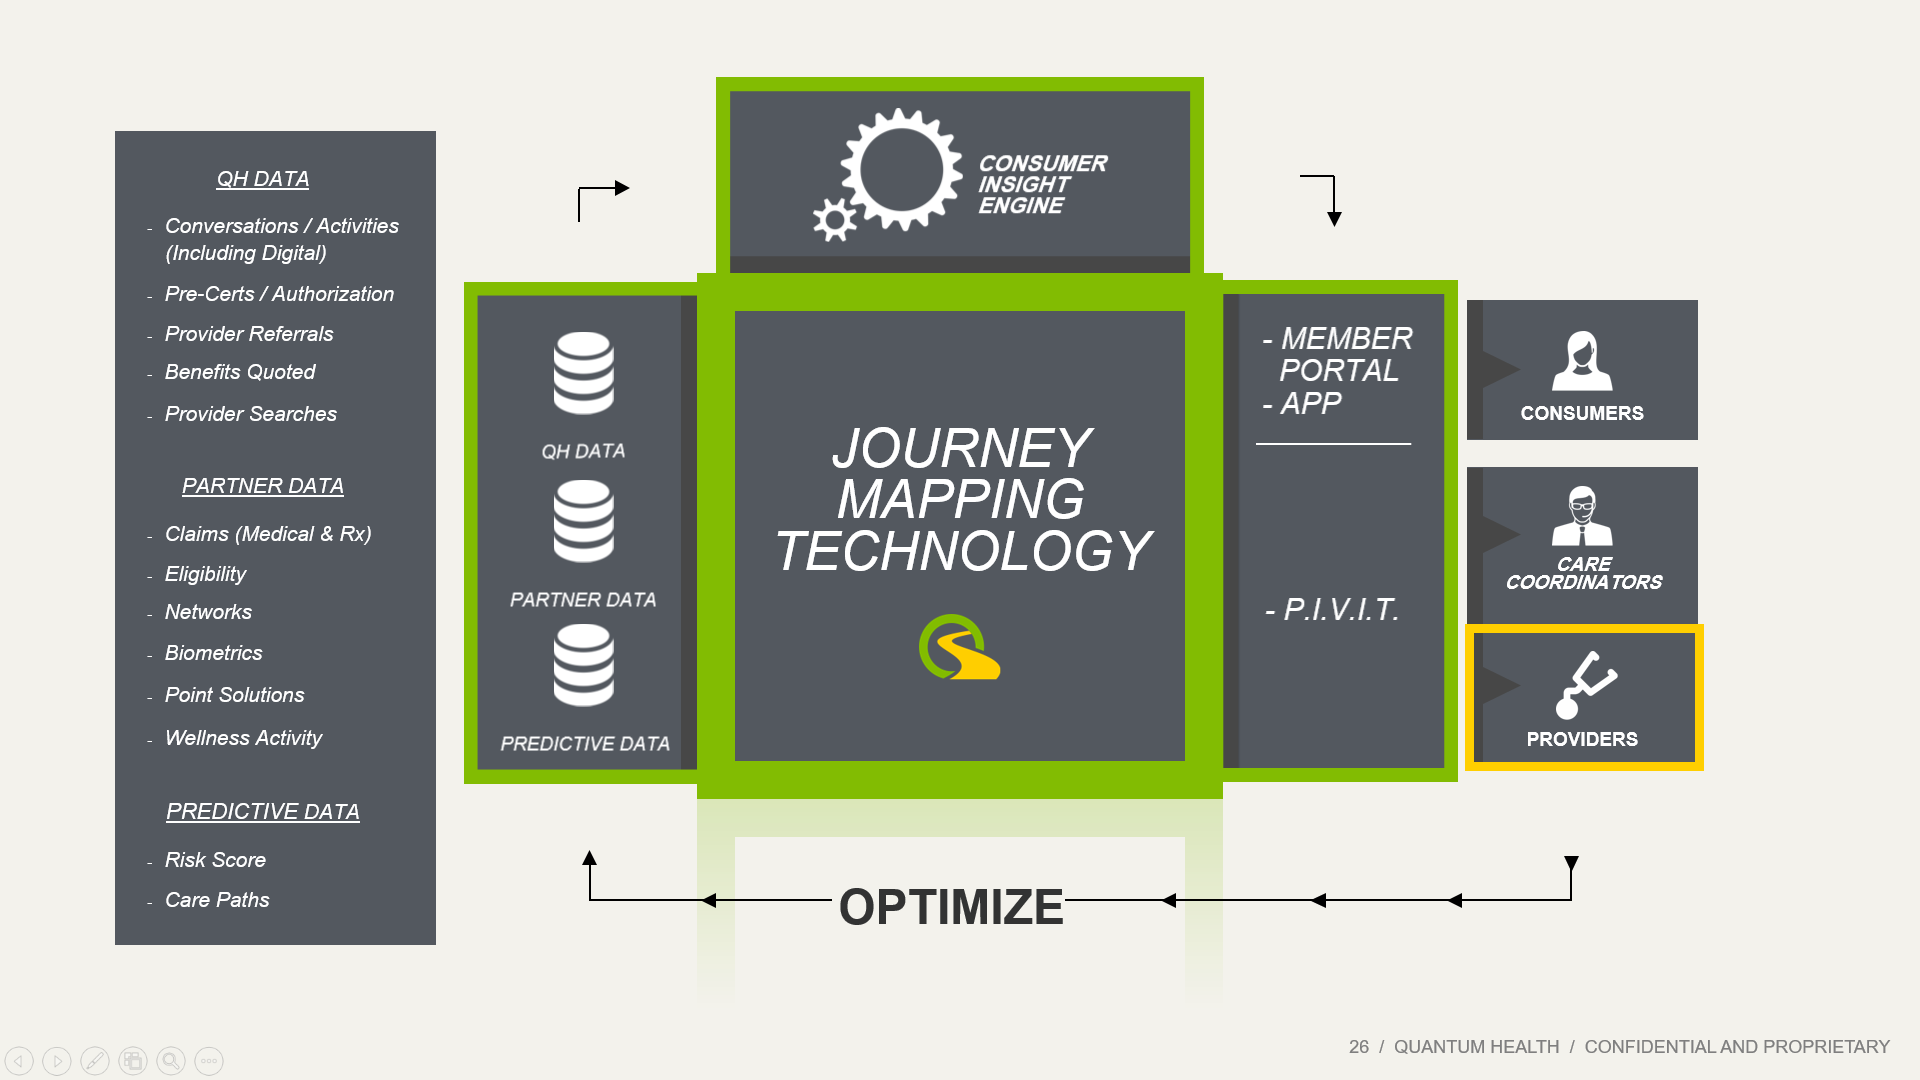 QH DATA
- Conversations / Activities
(Including Digital)
- Pre-Certs / Authorization
- Provider Referrals
- Benefits Quoted
- Provider Searches
PARTNER DATA
- Claims (Medical & Rx)
- Eligibility
- Networks
- Biometrics
- Point Solutions
- Wellness Activity
PREDICTIVE DATA
- Risk Score
- Care Paths
CONSUMER
INSIGHT
ENGINE
QH DATA
PARTNER DATA
PREDICTIVE DATA
JOURNEY
MAPPING
TECHNOLOGY
- MEMBER
PORTAL
- APP
- P.I.V.I.T.
CONSUMERS
CARE
COORDINATORS
PROVIDERS
OPTIMIZE
26 / QUANTUM HEALTH / CONFIDENTIAL AND PROPRIETARY